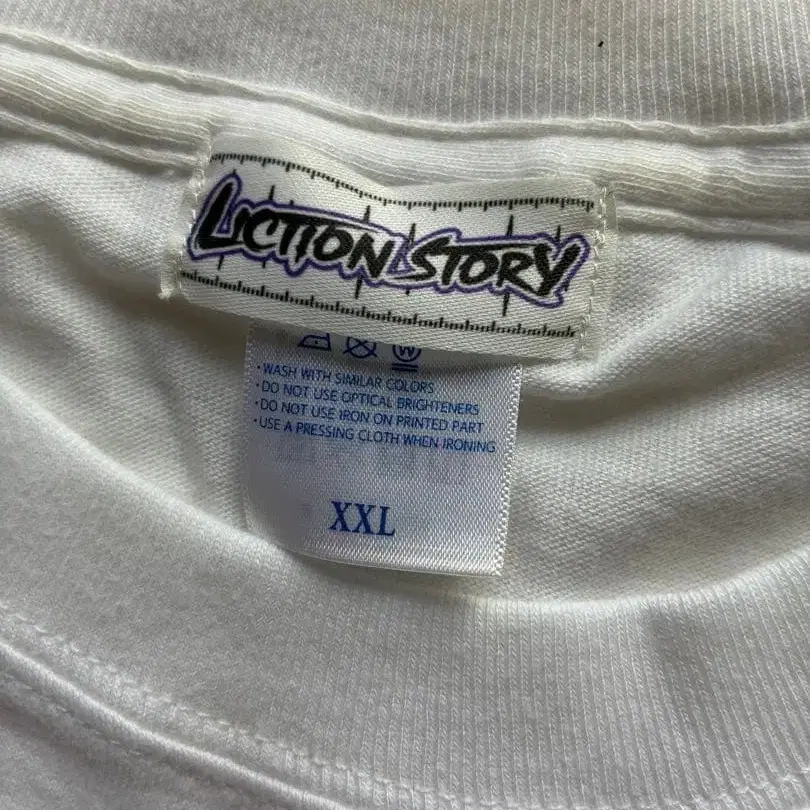 LICTION STORY
W
• WASH WITH SIMILAR COLORS
• DO NOT USE OPTICAL BRIGHTENERS
• DO NOT USE IRON ON PRINTED PART
• USE A PRESSING CLOTH WHEN IRONING
XXL